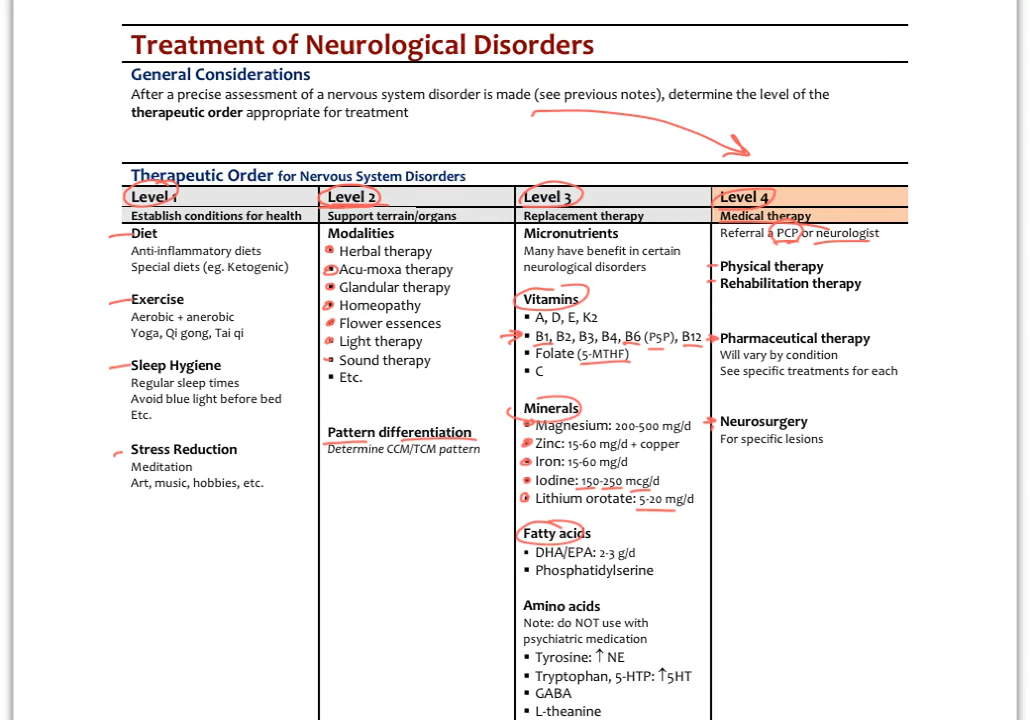 Treatment of Neurological Disorders
General Considerations
After a precise assessment of a nervous system disorder is made (see previous notes), determine the level of the
therapeutic order appropriate for treatment
Therapeutic Order for Nervous System Disorders
Level 1
Establish conditions for health
Diet
Anti-inflammatory diets
Special diets (eg. Ketogenic)
Exercise
Aerobic + anerobic
Yoga, Qi gong, Tai qi
Sleep Hygiene
Regular sleep times
Avoid blue light before bed
Etc.
Stress Reduction
Meditation
Art, music, hobbies, etc.
Level 2
Support terrain/organs
Modalities
▪ Herbal therapy
▪ Acu-moxa therapy
▪ Glandular therapy
▪ Homeopathy
▪ Flower essences
▪ Light therapy
▪ Sound therapy
▪ Etc.
Pattern differentiation
Determine CCM/TCM pattern
Level 3
Replacement therapy
Micronutrients
Many have benefit in certain
neurological disorders
Vitamins
▪ A, D, E, K2
▪ B1, B2, B3, B4, B6 (P5P), B12
▪ Folate (5-MTHF)
▪ C
Minerals
▪ Magnesium: 200-500 mg/d
▪ Zinc: 15-60 mg/d + copper
▪ Iron: 15-60 mg/d
▪ Iodine: 150-250 mcg/d
▪ Lithium orotate: 5-20 mg/d
Fatty acids
▪ DHA/EPA: 2-3 g/d
▪ Phosphatidylserine
Amino acids
Note: do NOT use with
psychiatric medication
▪ Tyrosine: ↑ NE
▪ Tryptophan, 5-HTP: ↑5HT
▪ GABA
▪ L-theanine
Level 4
Medical therapy
Referral a PCP or neurologist
Physical therapy
Rehabilitation therapy
Pharmaceutical therapy
Will vary by condition
See specific treatments for each
Neurosurgery
For specific lesions